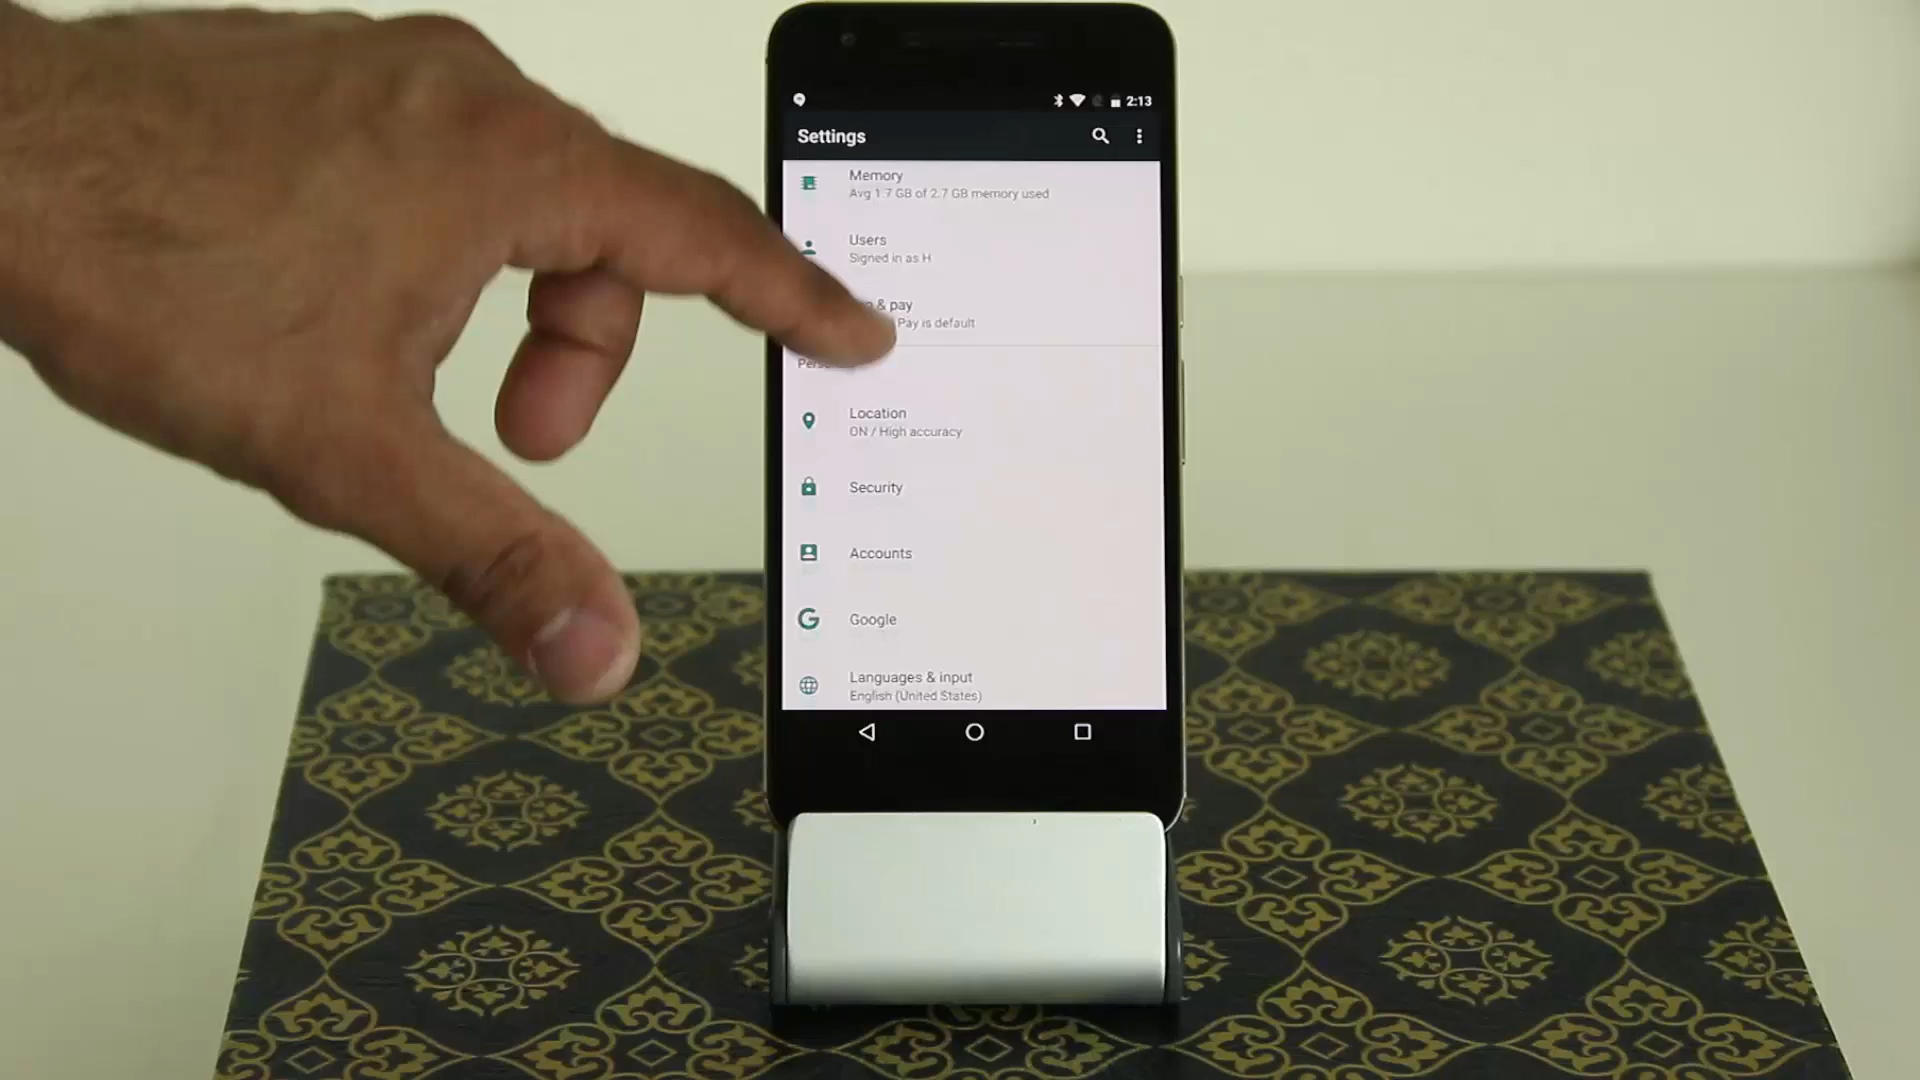 2:13
Settings
Memory
Avg 1.7 GB of 2.7 GB memory used
Users
Signed in as H
& pay
Pay is default
Location
ON / High accuracy
Security
Accounts
Google
Languages & input
English (United States)